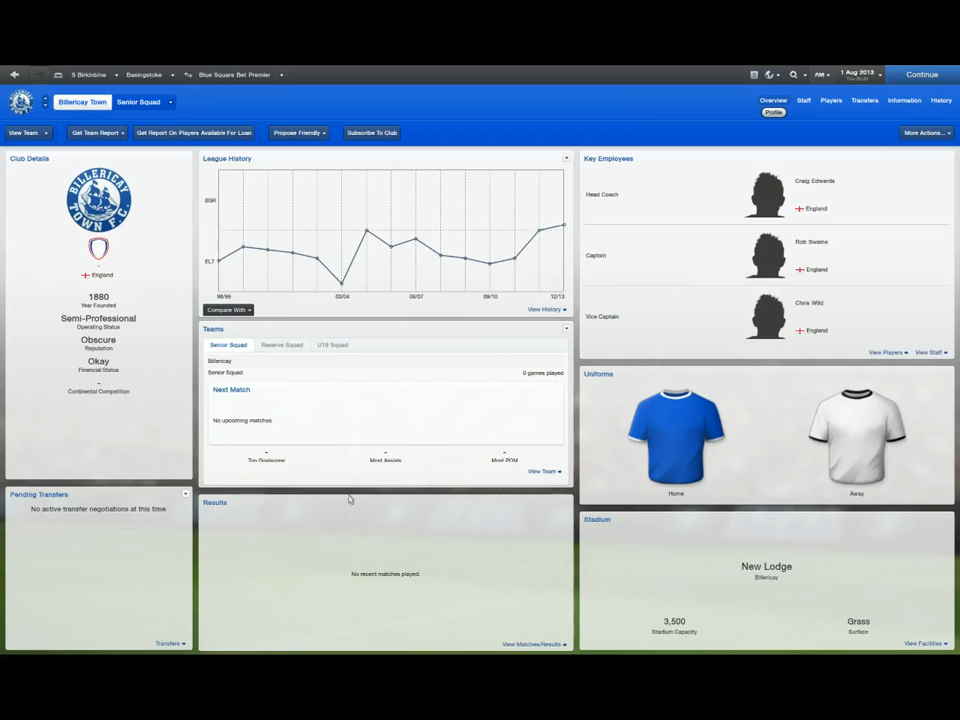 S Birkinbine
Basingstoke
Blue Square Bet Premier
FM
1 Aug 2013
Continue
Billericay Town
Senior Squad
Overview
Staff
Players
Transfers
Information
History
Profile
View Team
Get Team Report
Get Report On Players Available For Loan
Propose Friendly
Subscribe To Club
More Actions...
Club Details
BILLERICAY
TOWN F.C.
-
England
1880
Year Founded
Semi-Professional
Operating Status
Obscure
Reputation
Okay
Financial Status
-
Continental Competition
Pending Transfers
No active transfer negotiations at this time
Transfers
League History
BSH
EL7
98/99
03/04
06/07
09/10
12/13
Compare With
View History
Teams
Senior Squad
Reserve Squad
U19 Squad
Billericay
Senior Squad
0 games played
Next Match
No upcoming matches.
- - -
Top Goalscorer
Most Assists
Most POM
View Team
Results
No recent matches played.
View Matches/Results
Key Employees
Head Coach
Craig Edwards
England
Captain
Rob Swaine
England
Vice Captain
Chris Wild
England
View Players
View Staff
Uniforms
Home
Away
Stadium
New Lodge
Billericay
3,500
Stadium Capacity
Grass
Surface
View Facilities